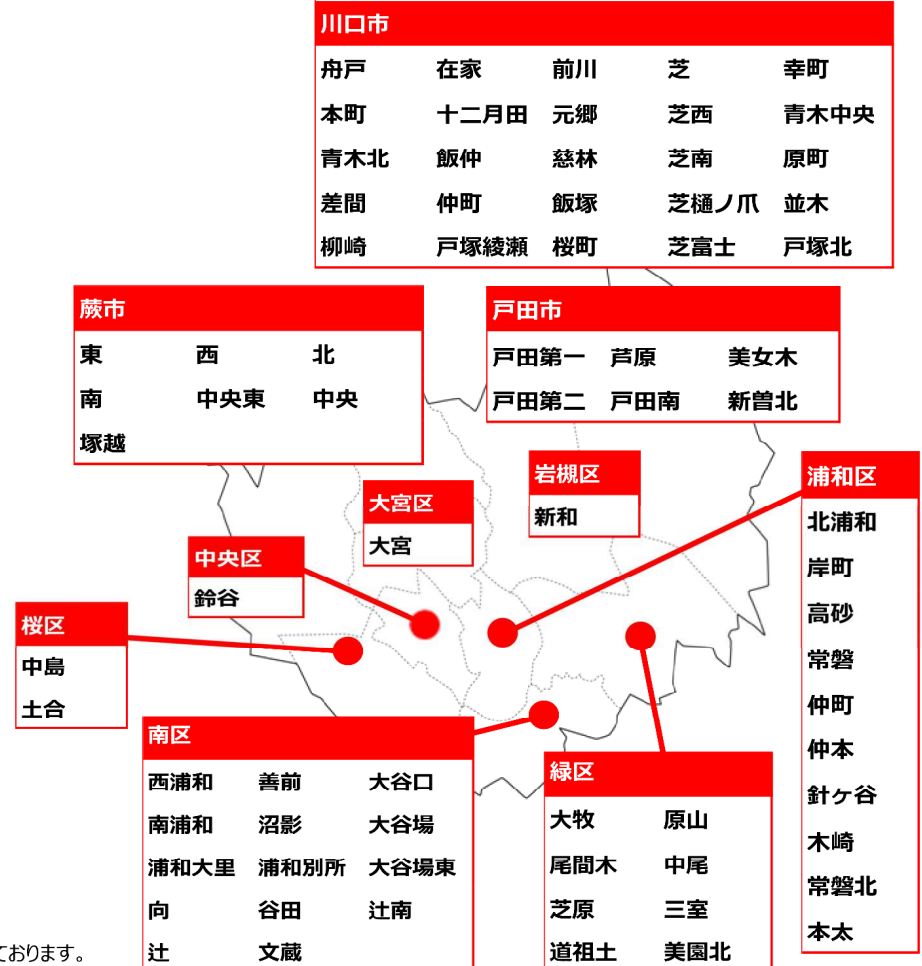 川口市
舟戸 在家 前川 芝 幸町
本町 十二月田 元郷 芝西 青木中央
青木北 飯仲 慈林 芝南 原町
差間 仲町 飯塚 芝樋ノ爪 並木
柳崎 戸塚綾瀬 桜町 芝富士 戸塚北
蕨市
東 西 北
南 中央東 中央
塚越
戸田市
戸田第一 芦原 美女木
戸田第二 戸田南 新曽北
岩槻区
新和
大宮区
大宮
中央区
鈴谷
桜区
中島
土合
浦和区
北浦和
岸町
高砂
常磐
仲町
仲本
針ヶ谷
木崎
常磐北
本太
南区
西浦和 善前 大谷口
南浦和 沼影 大谷場
浦和大里 浦和別所 大谷場東
向 谷田 辻南
辻 文蔵
緑区
大牧 原山
尾間木 中尾
芝原 三室
道祖土 美園北
ております。